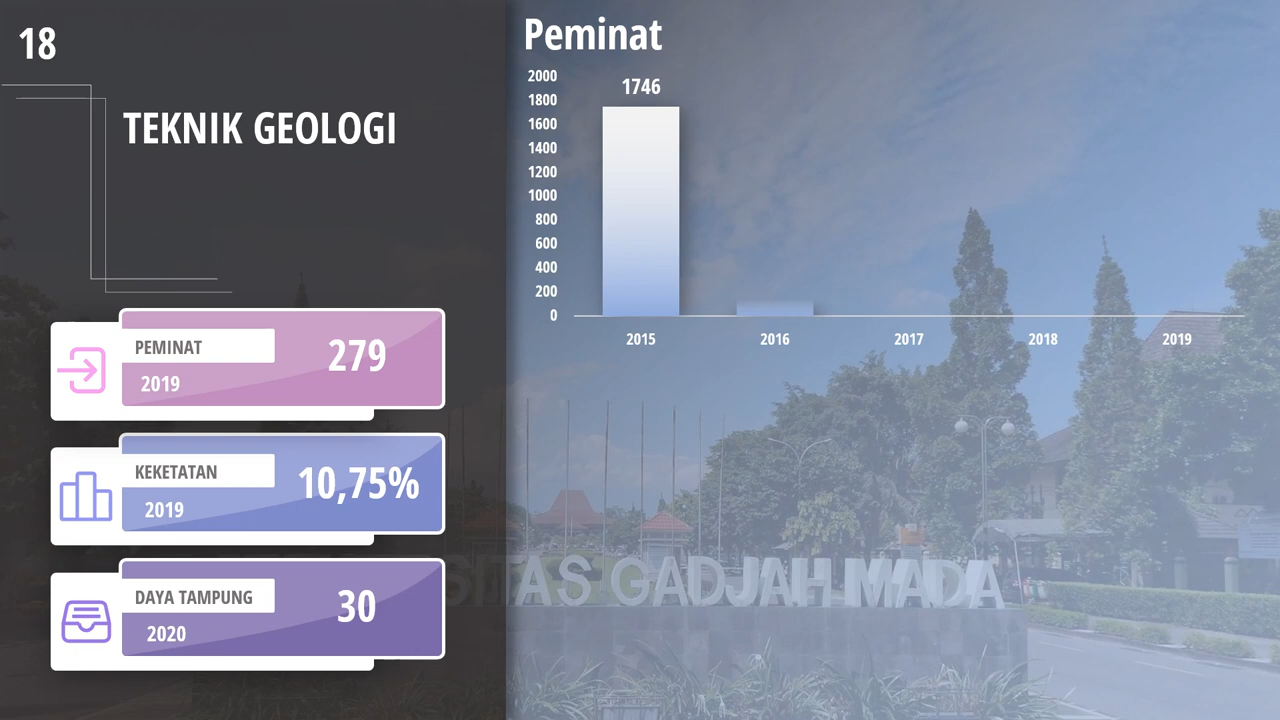 18
TEKNIK GEOLOGI
PEMINAT
279
2019
KEKETATAN
10,75%
2019
DAYA TAMPUNG
30
2020
Peminat
2000
1800
1600
1400
1200
1000
800
600
400
200
0
1746
2015 2016 2017 2018 2019
SITAS GADJAH MADA